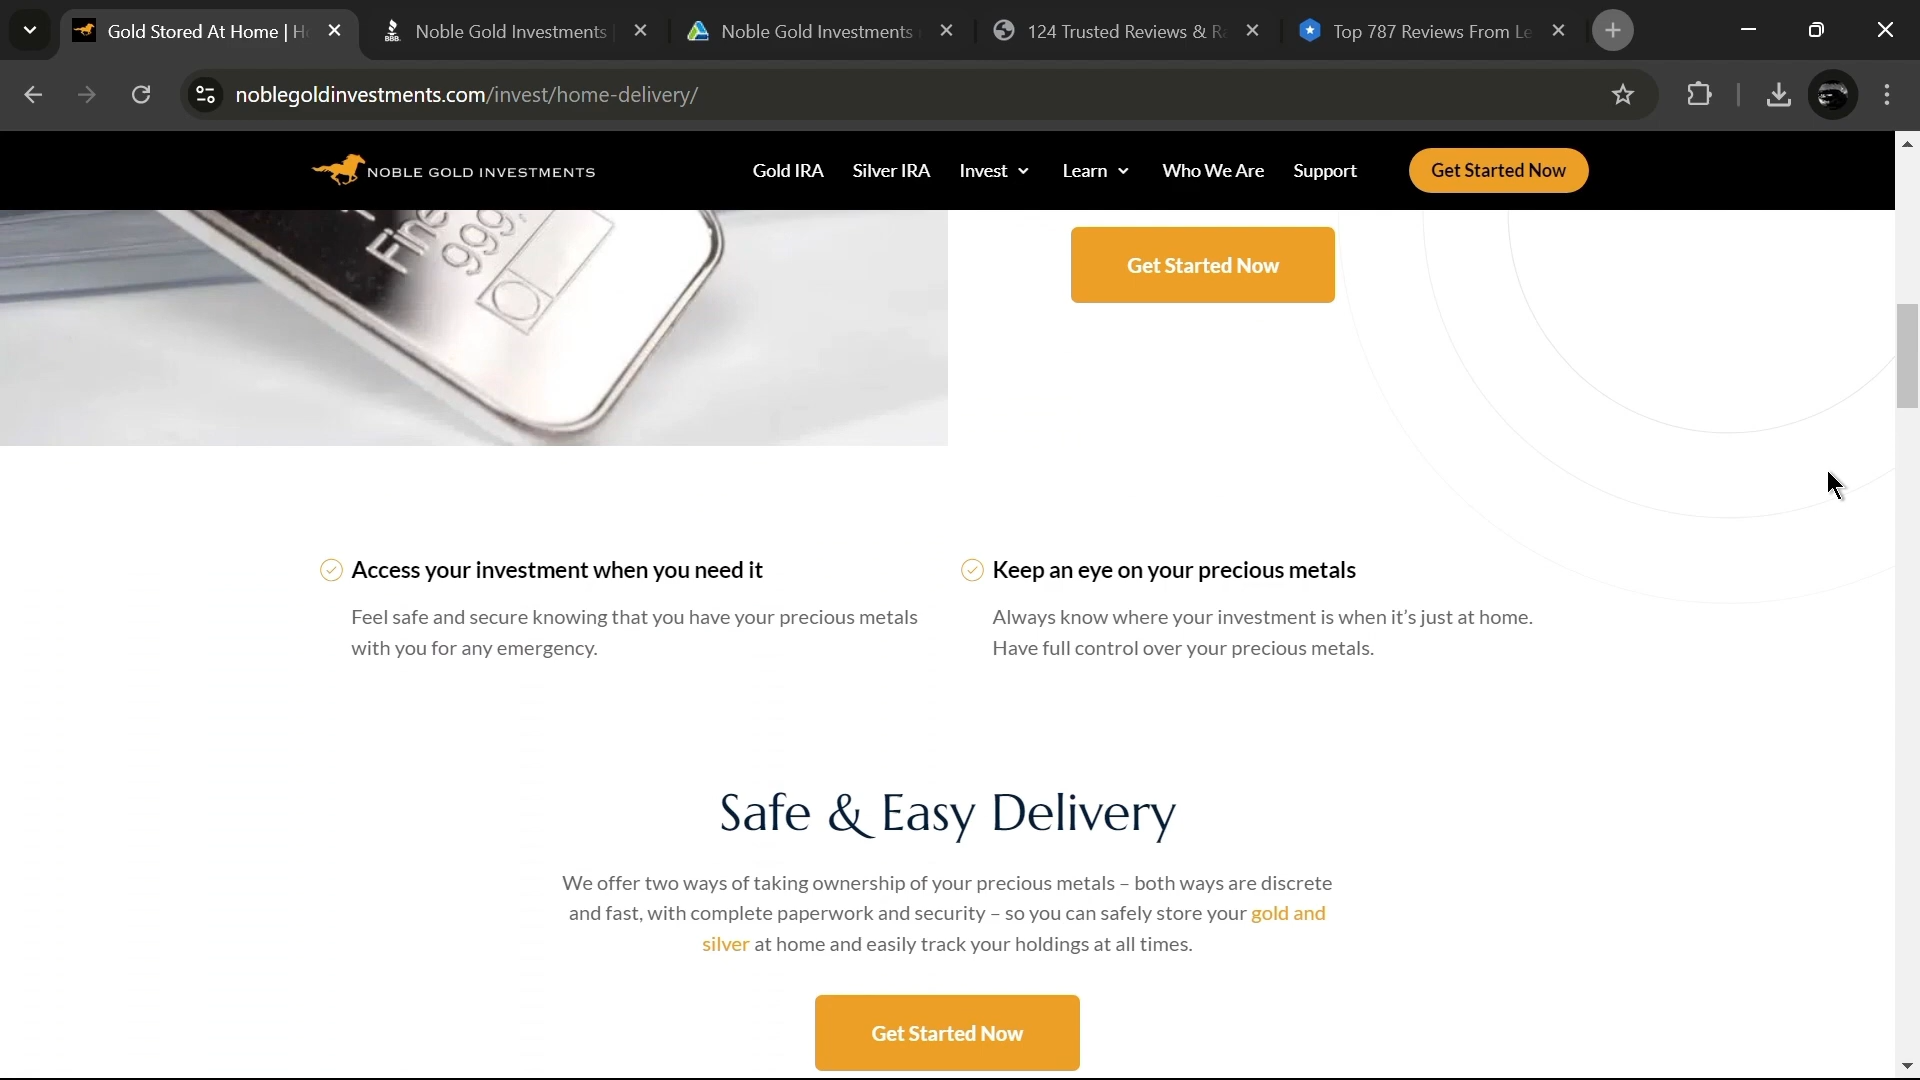 Gold Stored At Home | Ho
Noble Gold Investments |
Noble Gold Investments
124 Trusted Reviews & Ra
Top 787 Reviews From Le
noblegoldinvestments.com/invest/home-delivery/
NOBLE GOLD INVESTMENTS
Gold IRA
Silver IRA
Invest
Learn
Who We Are
Support
Get Started Now
Fine
999.
Get Started Now
Access your investment when you need it
Feel safe and secure knowing that you have your precious metals
with you for any emergency.
Keep an eye on your precious metals
Always know where your investment is when it’s just at home.
Have full control over your precious metals.
Safe & Easy Delivery
We offer two ways of taking ownership of your precious metals – both ways are discrete
and fast, with complete paperwork and security – so you can safely store your gold and
silver at home and easily track your holdings at all times.
Get Started Now